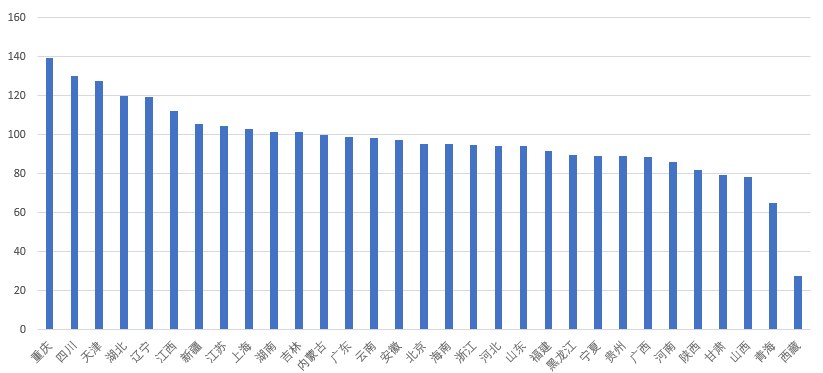 160
140
120
100
80
60
40
20
0
重庆
四川
天津
湖北
辽宁
江西
新疆
江苏
上海
湖南
吉林
内蒙古
广东
云南
安徽
北京
海南
浙江
河北
山东
福建
黑龙江
宁夏
贵州
广西
河南
陕西
甘肃
山西
青海
西藏